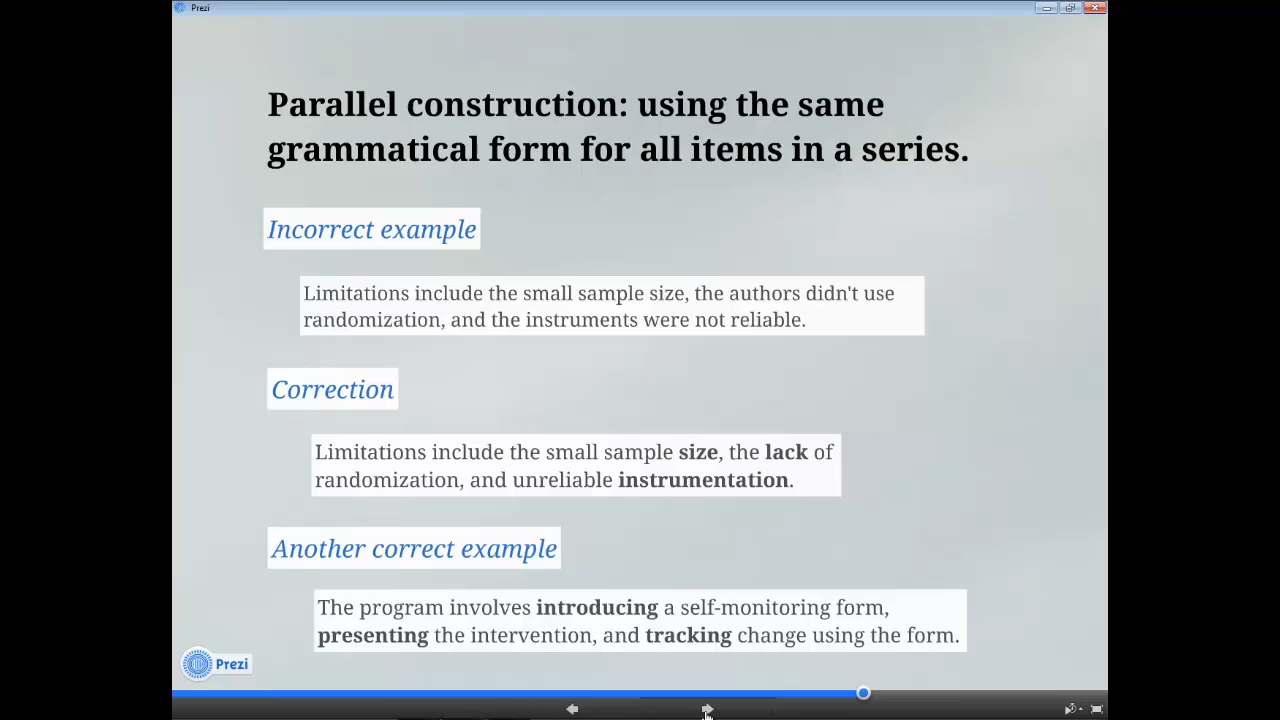 Prezi
Parallel construction: using the same
grammatical form for all items in a series.
Incorrect example
Limitations include the small sample size, the authors didn't use
randomization, and the instruments were not reliable.
Correction
Limitations include the small sample size, the lack of
randomization, and unreliable instrumentation.
Another correct example
The program involves introducing a self-monitoring form,
presenting the intervention, and tracking change using the form.
Prezi